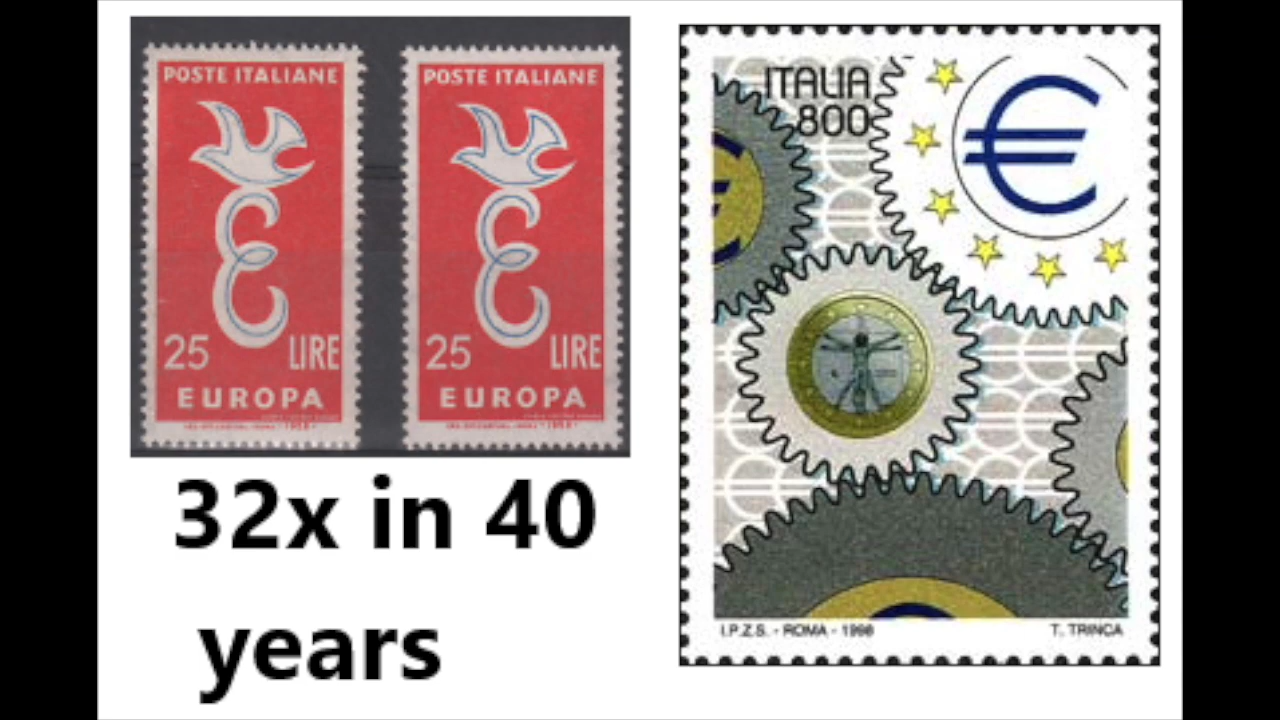 POSTE ITALIANE
25 LIRE
EUROPA
POSTE ITALIANE
25 LIRE
EUROPA
32x in 40
years
ITALIA
800
€
I.P.Z.S. - ROMA - 1998
T. TRINCA